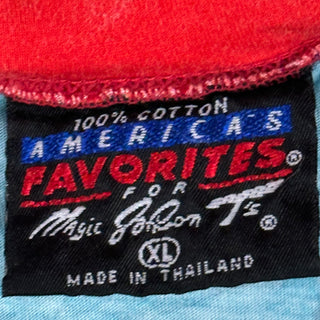 100% COTTON
AMERICA'S
FAVORITES®
FOR
Magic Johnson T's®
XL
MADE IN THAILAND